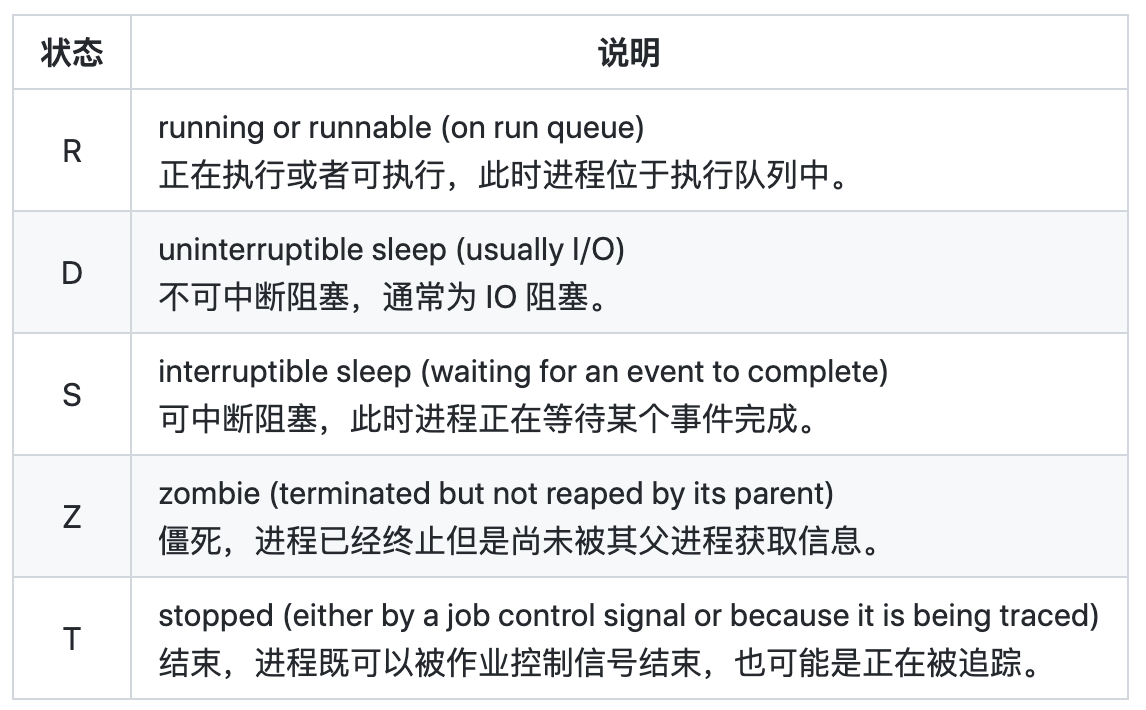 状态 说明
R
running or runnable (on run queue)
正在执行或者可执行，此时进程位于执行队列中。
D
uninterruptible sleep (usually I/O)
不可中断阻塞，通常为 IO 阻塞。
S
interruptible sleep (waiting for an event to complete)
可中断阻塞，此时进程正在等待某个事件完成。
Z
zombie (terminated but not reaped by its parent)
僵死，进程已经终止但是尚未被其父进程获取信息。
T
stopped (either by a job control signal or because it is being traced)
结束，进程既可以被作业控制信号结束，也可能是正在被追踪。